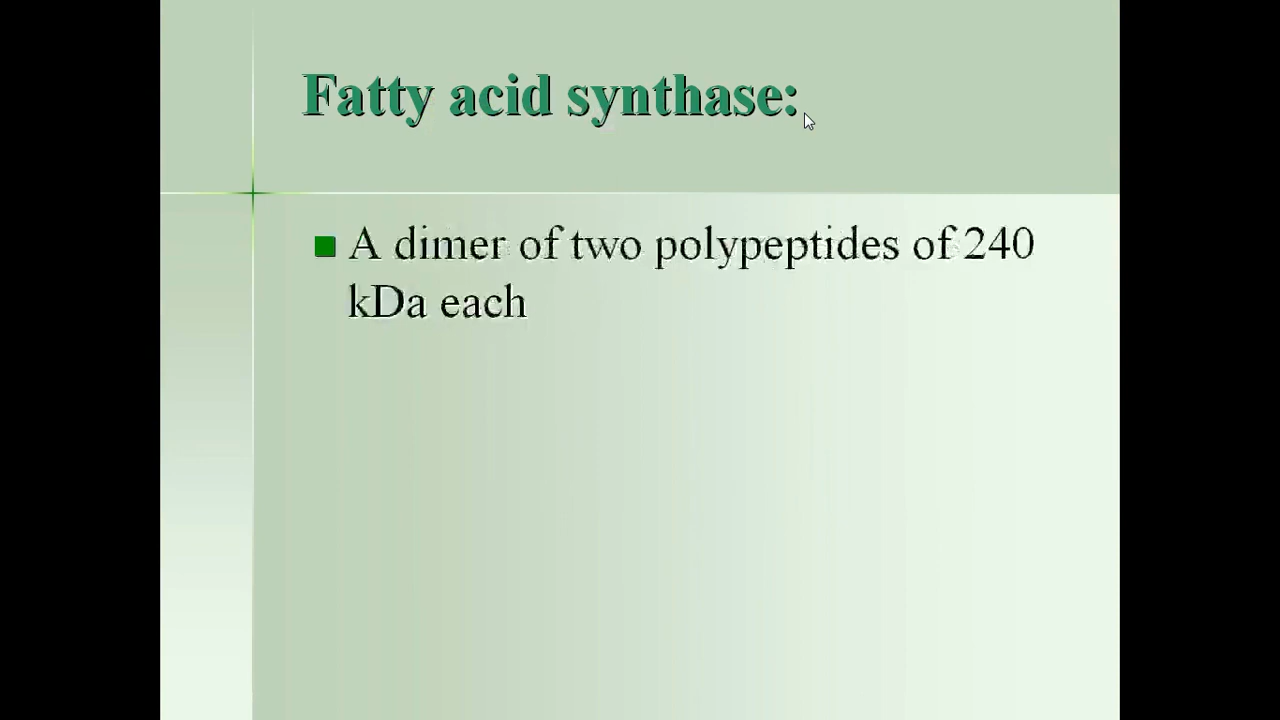 Fatty acid synthase:
A dimer of two polypeptides of 240
kDa each